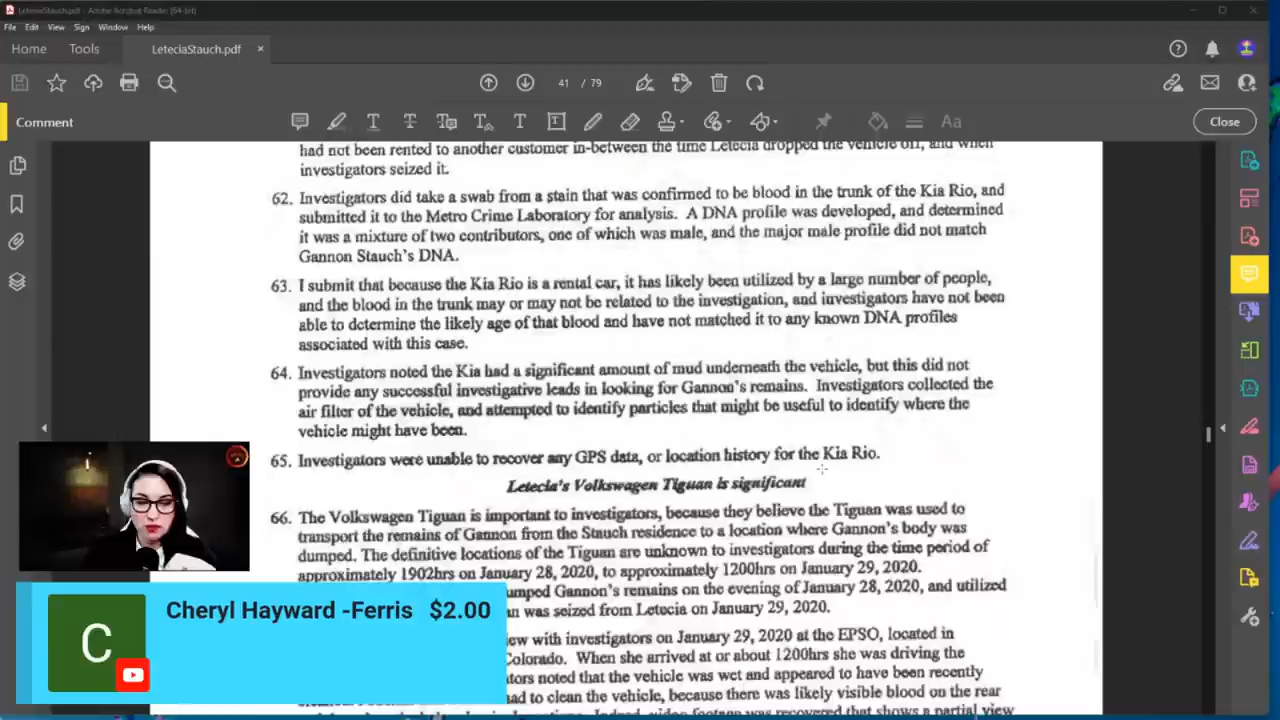 LeteciaStauch.pdf - Adobe Acrobat Reader (64-bit)
File Edit View Sign Window Help
Home Tools LeteciaStauch.pdf ×
41 / 79
Comment
Close
had not been rented to another customer in-between the time Letecia dropped the vehicle off, and when
investigators seized it.
62. Investigators did take a swab from a stain that was confirmed to be blood in the trunk of the Kia Rio, and
submitted it to the Metro Crime Laboratory for analysis. A DNA profile was developed, and determined
it was a mixture of two contributors, one of which was male, and the major male profile did not match
Gannon Stauch's DNA.
63. I submit that because the Kia Rio is a rental car, it has likely been utilized by a large number of people,
and the blood in the trunk may or may not be related to the investigation, and investigators have not been
able to determine the likely age of that blood and have not matched it to any known DNA profiles
associated with this case.
64. Investigators noted the Kia had a significant amount of mud underneath the vehicle, but this did not
provide any successful investigative leads in looking for Gannon's remains. Investigators collected the
air filter of the vehicle, and attempted to identify particles that might be useful to identify where the
vehicle might have been.
65. Investigators were unable to recover any GPS data, or location history for the Kia Rio.
Letecia's Volkswagen Tiguan is significant
66. The Volkswagen Tiguan is important to investigators, because they believe the Tiguan was used to
transport the remains of Gannon from the Stauch residence to a location where Gannon's body was
dumped. The definitive locations of the Tiguan are unknown to investigators during the time period of
approximately 1902hrs on January 28, 2020, to approximately 1200hrs on January 29, 2020.
umped Gannon's remains on the evening of January 28, 2020, and utilized
an was seized from Letecia on January 29, 2020.
iew with investigators on January 29, 2020 at the EPSO, located in
Colorado. When she arrived at or about 1200hrs she was driving the
ators noted that the vehicle was wet and appeared to have been recently
had to clean the vehicle, because there was likely visible blood on the rear
Indeed, video footage was recovered that shows a partial view
C
Cheryl Hayward -Ferris $2.00